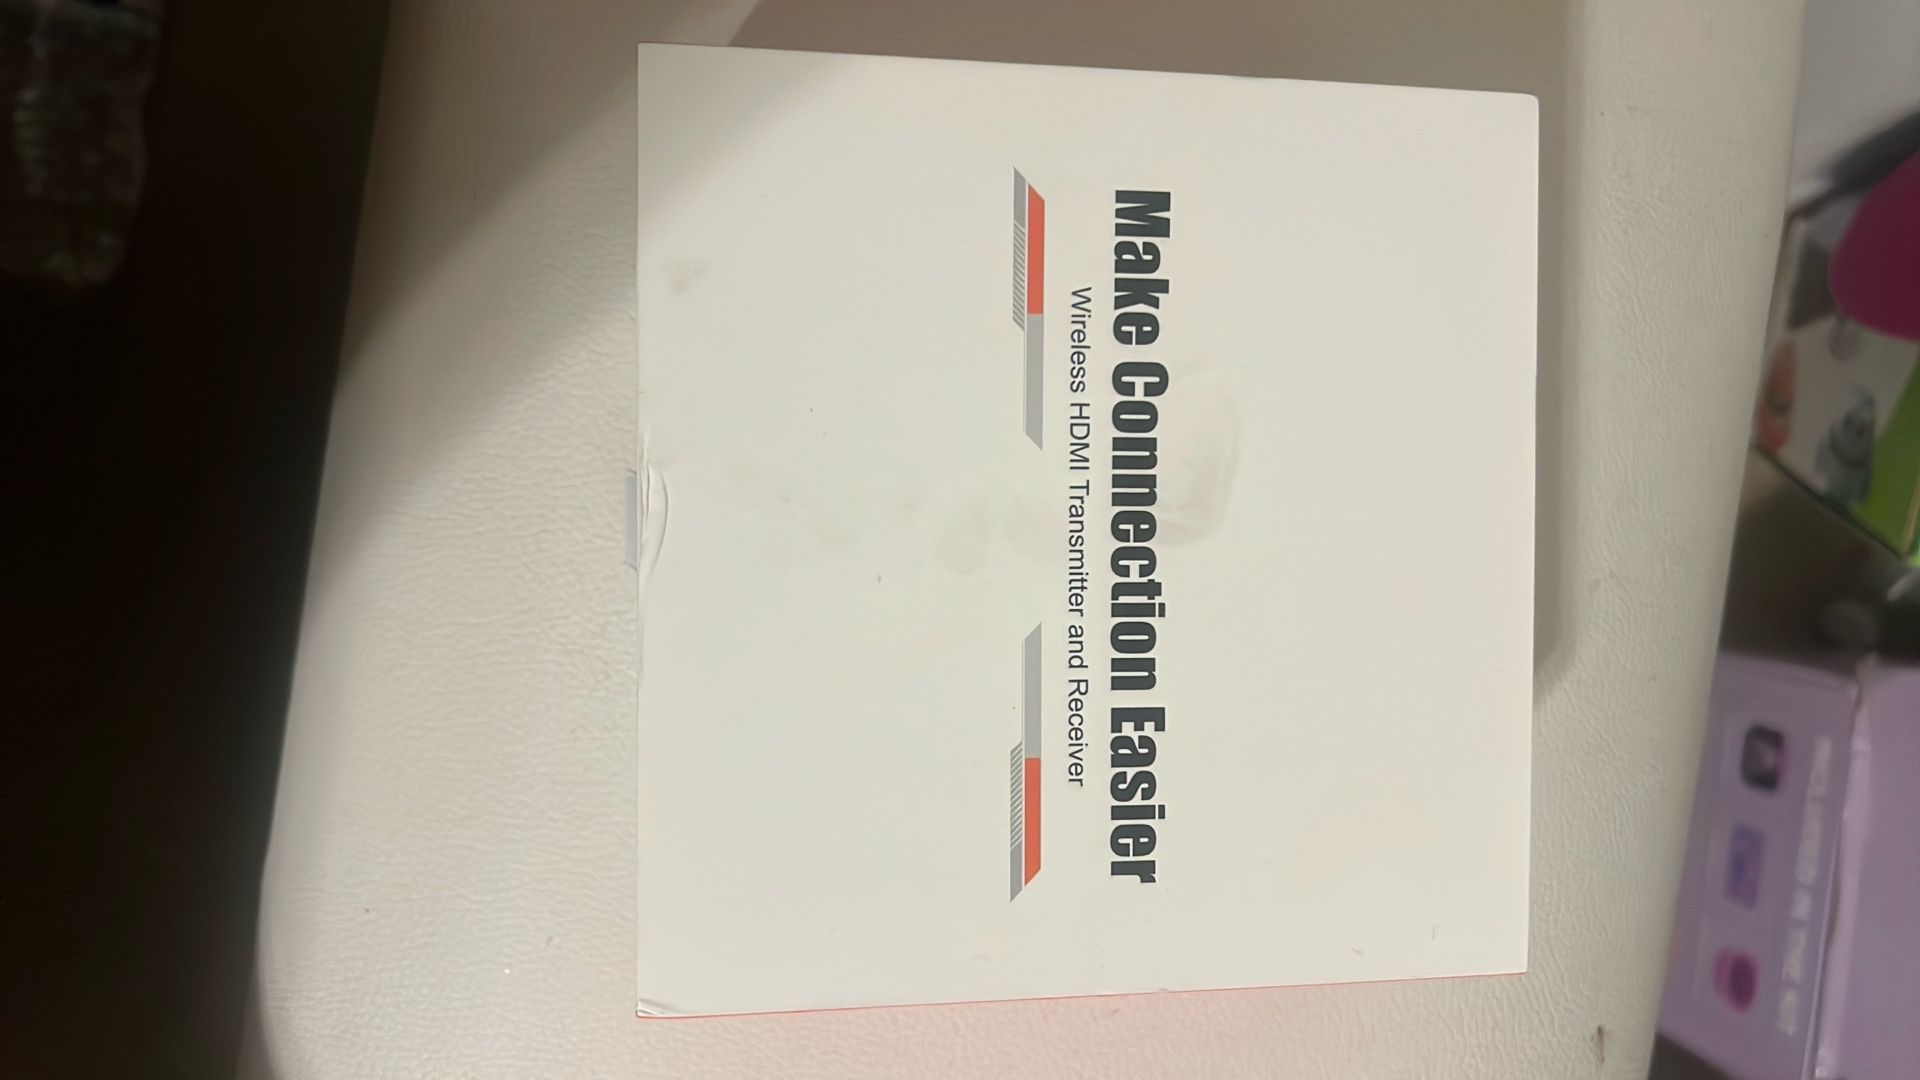 Make Connection Easier
Wireless HDMI Transmitter and Receiver